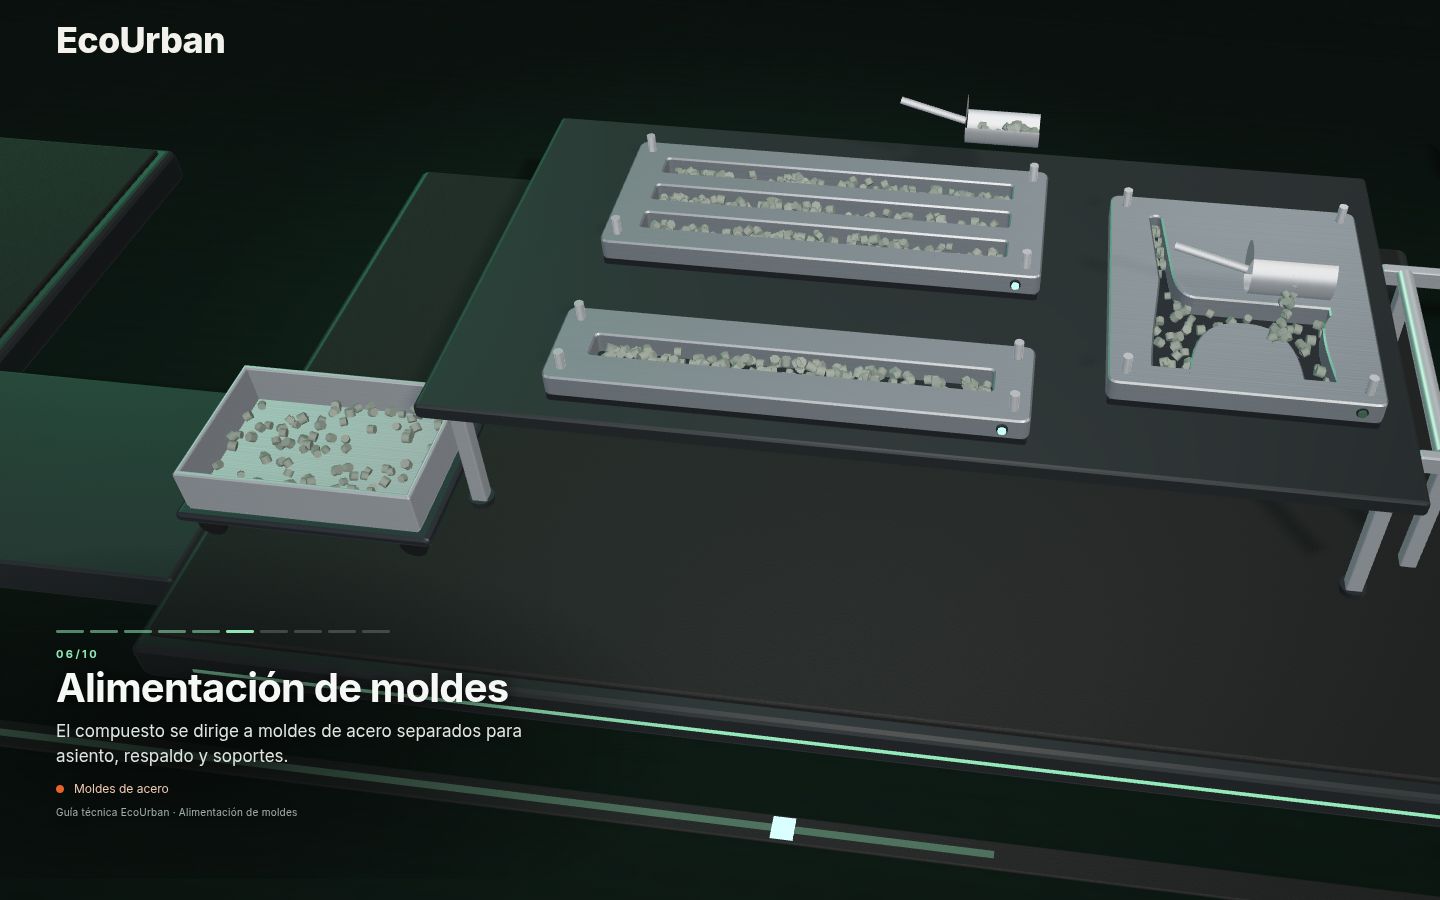 EcoUrban
06/10
Alimentación de moldes
El compuesto se dirige a moldes de acero separados para
asiento, respaldo y soportes.
Moldes de acero
Guía técnica EcoUrban · Alimentación de moldes